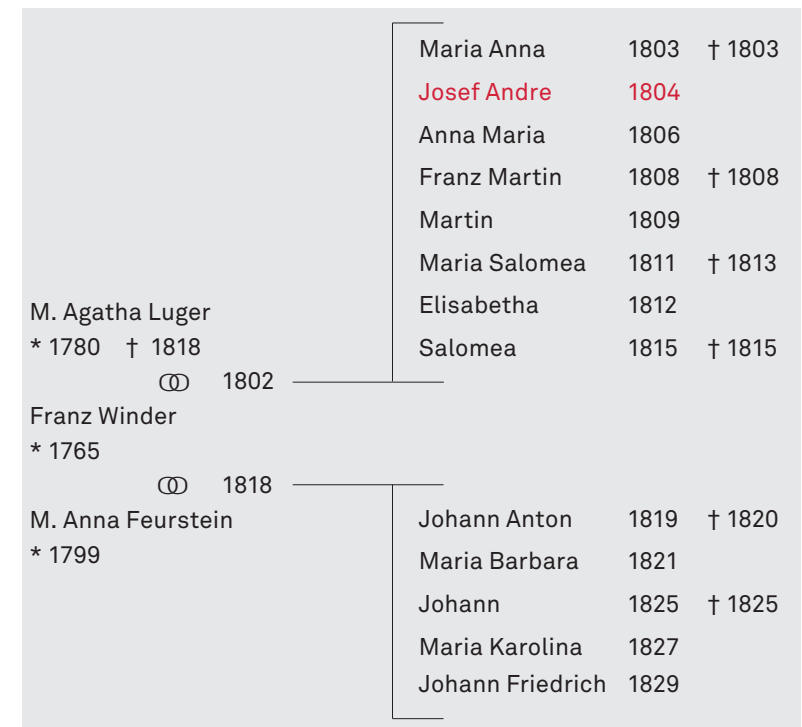 Maria Anna 1803 † 1803
Josef Andre 1804
Anna Maria 1806
Franz Martin 1808 † 1808
Martin 1809
Maria Salomea 1811 † 1813
Elisabetha 1812
Salomea 1815 † 1815
M. Agatha Luger
* 1780 † 1818
⚭ 1802
Franz Winder
* 1765
⚭ 1818
M. Anna Feurstein
* 1799
Johann Anton 1819 † 1820
Maria Barbara 1821
Johann 1825 † 1825
Maria Karolina 1827
Johann Friedrich 1829